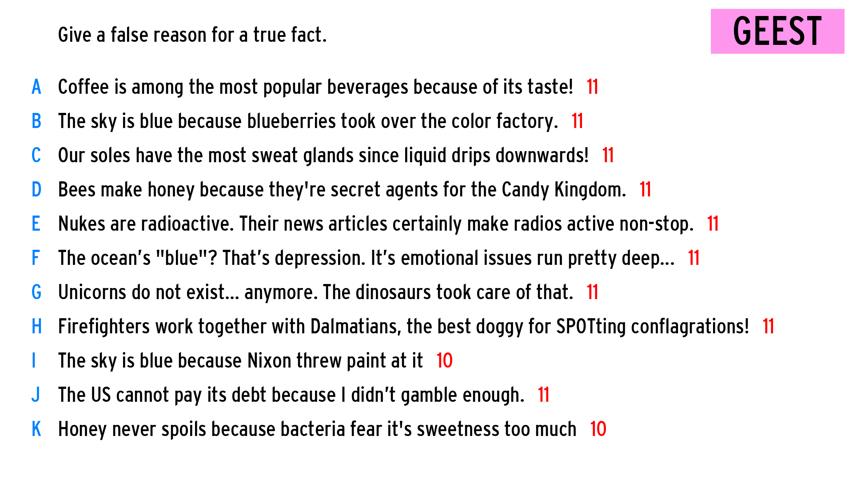 Give a false reason for a true fact.
GEEST
A Coffee is among the most popular beverages because of its taste! 11
B The sky is blue because blueberries took over the color factory. 11
C Our soles have the most sweat glands since liquid drips downwards! 11
D Bees make honey because they're secret agents for the Candy Kingdom. 11
E Nukes are radioactive. Their news articles certainly make radios active non-stop. 11
F The ocean’s "blue"? That’s depression. It’s emotional issues run pretty deep... 11
G Unicorns do not exist... anymore. The dinosaurs took care of that. 11
H Firefighters work together with Dalmatians, the best doggy for SPOTting conflagrations! 11
I The sky is blue because Nixon threw paint at it 10
J The US cannot pay its debt because I didn’t gamble enough. 11
K Honey never spoils because bacteria fear it's sweetness too much 10